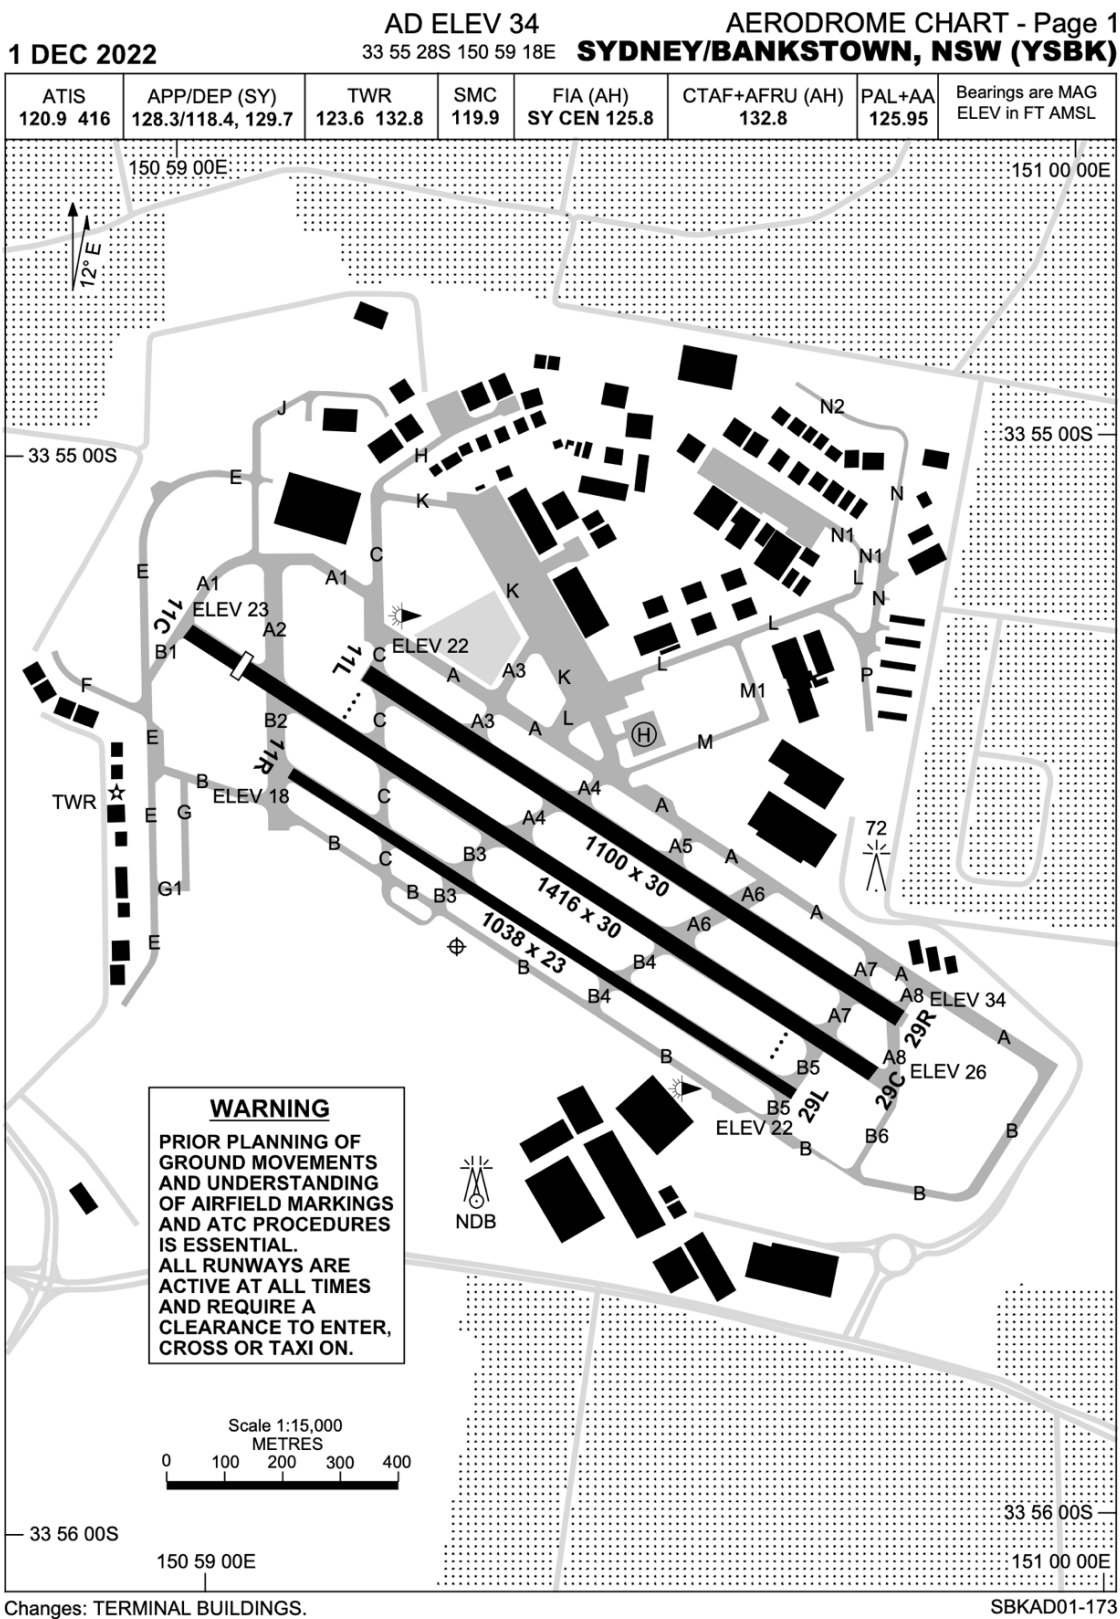 AD ELEV 34
AERODROME CHART - Page 1
1 DEC 2022
33 55 28S 150 59 18E
SYDNEY/BANKSTOWN, NSW (YSBK)
ATIS
120.9 416
APP/DEP (SY)
128.3/118.4, 129.7
TWR
123.6 132.8
SMC
119.9
FIA (AH)
SY CEN 125.8
CTAF+AFRU (AH)
132.8
PAL+AA
125.95
Bearings are MAG
ELEV in FT AMSL
150 59 00E
151 00 00E
12° E
J
N2
33 55 00S
33 55 00S
H
E
K
N
C
N1
N1
E
A1
A1
L
K
N
11C
ELEV 23
A2
L
ELEV 22
B1
11L
C
L
A
A3
K
P
F
M1
B2
C
A3
A
L
E
H
M
11R
B
ELEV 18
A4
TWR
C
A
E
G
A4
72
B
A5
1100 x 30
A
B3
C
G1
B
B3
1416 x 30
A6
A
A6
1038 x 23
E
B4
B
A7
A
B4
A8
ELEV 34
A7
29R
A
B
A8
B5
ELEV 26
29C
B5
29L
ELEV 22
B6
B
B
B
WARNING
PRIOR PLANNING OF
GROUND MOVEMENTS
AND UNDERSTANDING
OF AIRFIELD MARKINGS
AND ATC PROCEDURES
IS ESSENTIAL.
ALL RUNWAYS ARE
ACTIVE AT ALL TIMES
AND REQUIRE A
CLEARANCE TO ENTER,
CROSS OR TAXI ON.
NDB
Scale 1:15,000
METRES
0 100 200 300 400
33 56 00S
33 56 00S
150 59 00E
151 00 00E
Changes: TERMINAL BUILDINGS.
SBKAD01-173